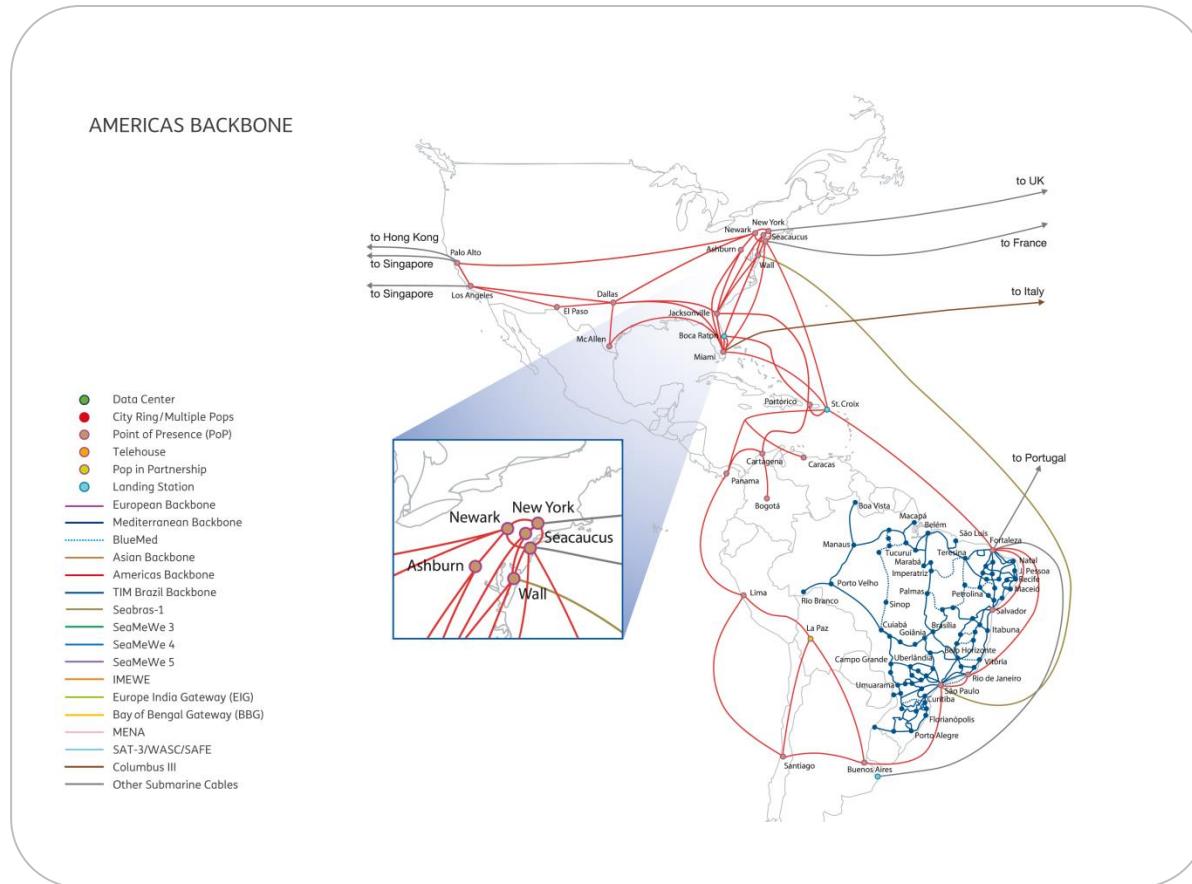 AMERICAS BACKBONE
to UK
New York
Newark
Seacaucus
to Hong Kong
Palo Alto
Ashburn
to France
Wall
to Singapore
to Singapore
Los Angeles
Dallas
to Italy
El Paso
Jacksonville
McAllen
Boca Raton
Miami
Data Center
City Ring/Multiple Pops
Point of Presence (PoP)
Telehouse
Pop in Partnership
Landing Station
European Backbone
Mediterranean Backbone
BlueMed
Asian Backbone
Americas Backbone
TIM Brazil Backbone
Seabras-1
SeaMeWe 3
SeaMeWe 4
SeaMeWe 5
IMEWE
Europe India Gateway (EIG)
Bay of Bengal Gateway (BBG)
MENA
SAT-3/WASC/SAFE
Columbus III
Other Submarine Cables
Portorico
St.Croix
Cartagena
Caracas
Panama
to Portugal
Bogotá
New York
Newark
Seacaucus
Ashburn
Wall
Boa Vista
Macapá
Belém
São Luis
Fortaleza
Manaus
Tucuruí
Teresina
Marabá
Natal
Imperatriz
J. Pessoa
Recife
Porto Velho
Palmas
Petrolina
Maceió
Lima
Rio Branco
Sinop
Salvador
La Paz
Cuiabá
Goiânia
Brasília
Itabuna
Belo Horizonte
Campo Grande
Uberlândia
Vitoria
Umuarama
Rio de Janeiro
São Paulo
Curitiba
Florianópolis
Porto Alegre
Santiago
Buenos Aires